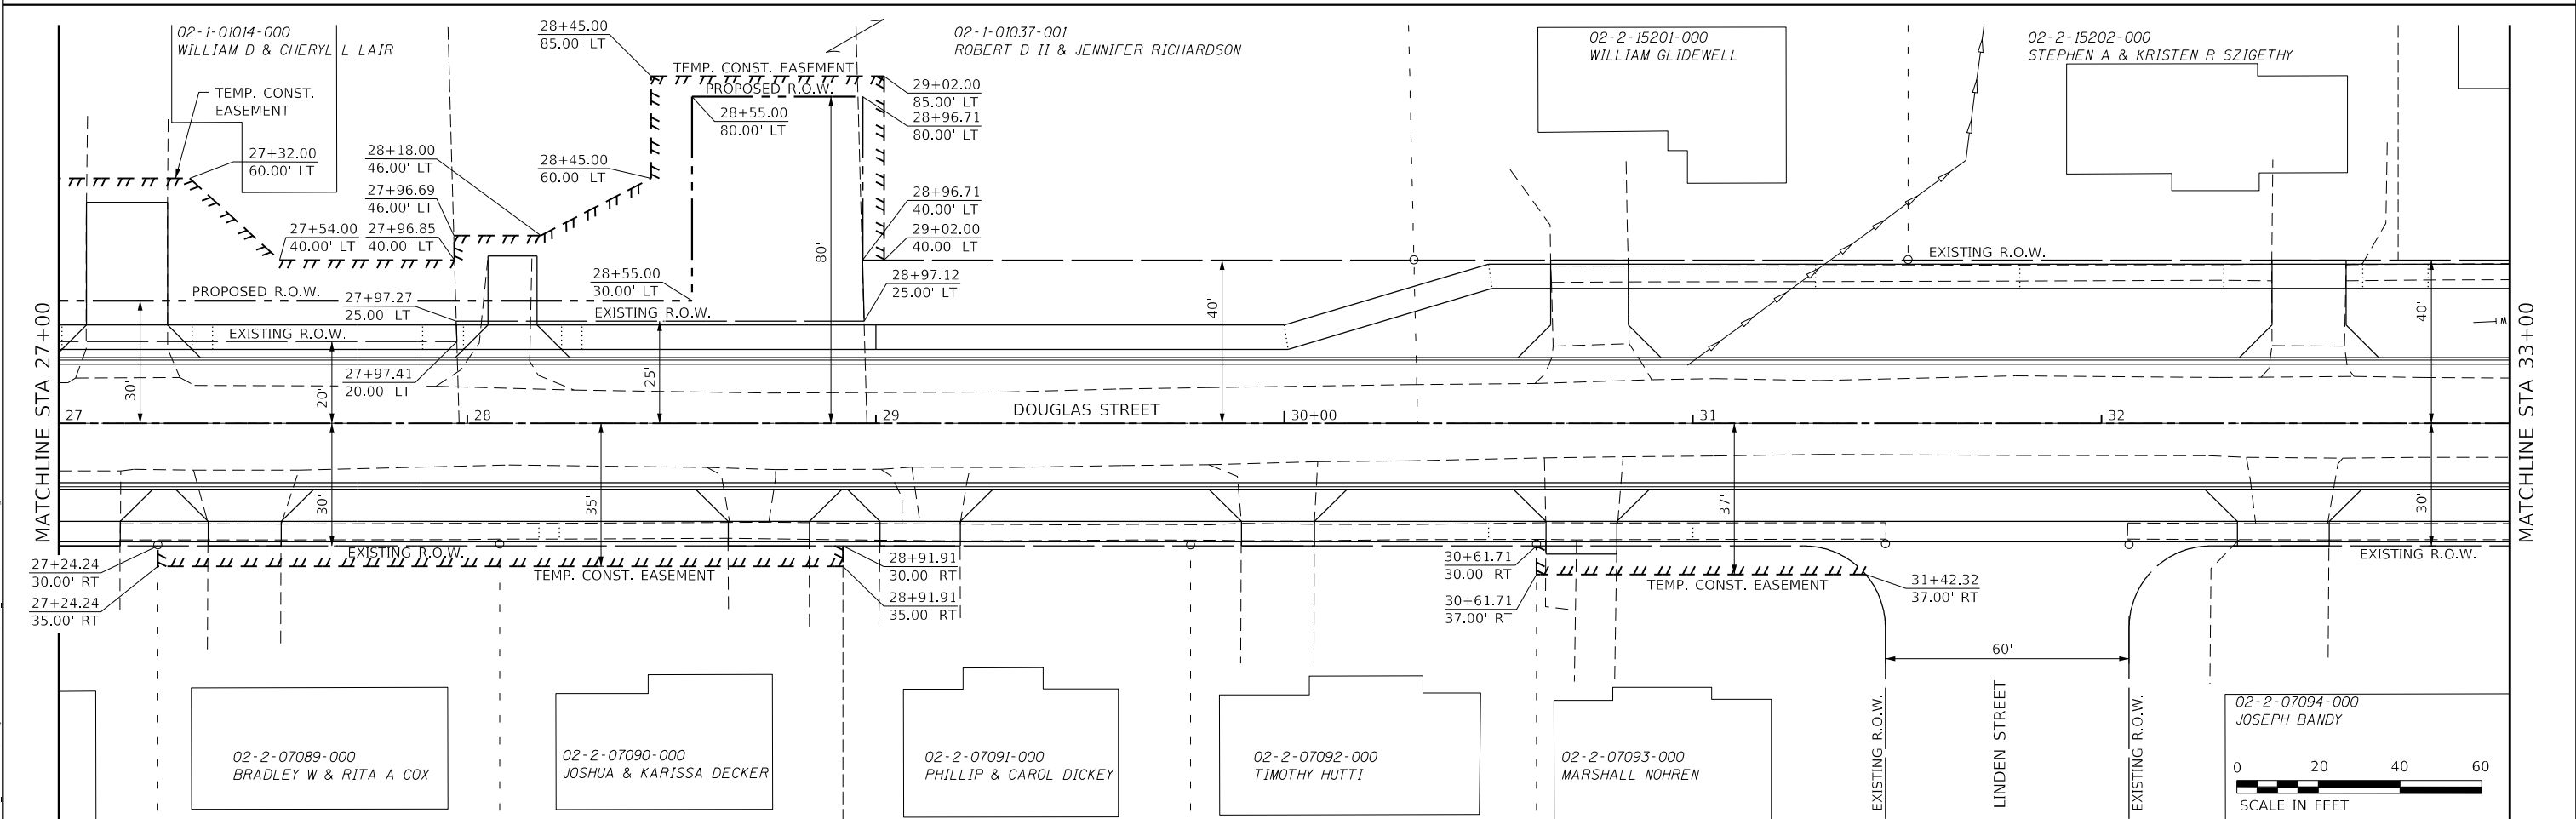 02-1-01014-000
WILLIAM D & CHERYL L LAIR
28+45.00
85.00' LT
02-1-01037-001
ROBERT D II & JENNIFER RICHARDSON
02-2-15201-000
WILLIAM GLIDEWELL
02-2-15202-000
STEPHEN A & KRISTEN R SZIGETHY
TEMP. CONST. EASEMENT
PROPOSED R.O.W.
TEMP. CONST.
EASEMENT
29+02.00
85.00' LT
28+96.71
80.00' LT
28+55.00
80.00' LT
27+32.00
60.00' LT
28+18.00
46.00' LT
28+45.00
60.00' LT
27+96.69
46.00' LT
28+96.71
40.00' LT
27+54.00
40.00' LT
27+96.85
40.00' LT
29+02.00
40.00' LT
80'
EXISTING R.O.W.
28+55.00
30.00' LT
28+97.12
25.00' LT
PROPOSED R.O.W.
27+97.27
25.00' LT
EXISTING R.O.W.
EXISTING R.O.W.
40'
40'
MATCHLINE STA 27+00
MATCHLINE STA 33+00
30'
20'
27+97.41
20.00' LT
25'
27
28
29
DOUGLAS STREET
30+00
31
32
30'
35'
37'
30'
27+24.24
30.00' RT
EXISTING R.O.W.
TEMP. CONST. EASEMENT
28+91.91
30.00' RT
30+61.71
30.00' RT
EXISTING R.O.W.
27+24.24
35.00' RT
28+91.91
35.00' RT
30+61.71
37.00' RT
TEMP. CONST. EASEMENT
31+42.32
37.00' RT
60'
EXISTING R.O.W.
LINDEN STREET
EXISTING R.O.W.
02-2-07089-000
BRADLEY W & RITA A COX
02-2-07090-000
JOSHUA & KARISSA DECKER
02-2-07091-000
PHILLIP & CAROL DICKEY
02-2-07092-000
TIMOTHY HUTTI
02-2-07093-000
MARSHALL NOHREN
02-2-07094-000
JOSEPH BANDY
0 20 40 60
SCALE IN FEET